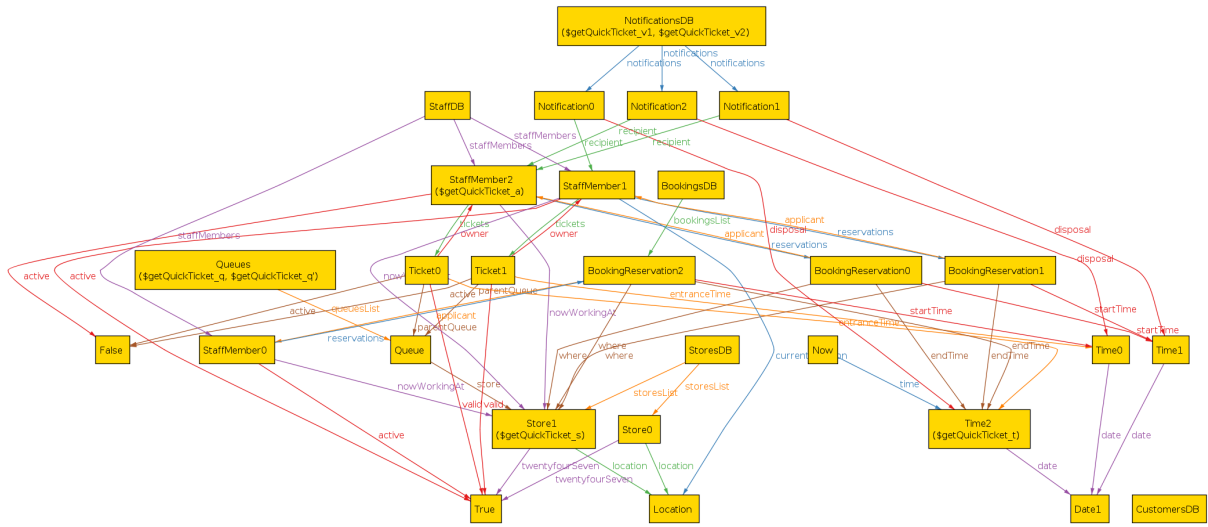 NotificationsDB
($getQuickTicket_v1, $getQuickTicket_v2)
notifications
notifications
notifications
StaffDB
Notification0
Notification2
Notification1
staffMembers
staffMembers
recipient
recipient
recipient
StaffMember2
($getQuickTicket_a)
StaffMember1
BookingsDB
tickets
owner
tickets
owner
bookingsList
applicant
reservations
applicant
reservations
disposal
disposal
disposal
staffMembers
Queues
($getQuickTicket_q, $getQuickTicket_q')
Ticket0
Ticket1
BookingReservation2
BookingReservation0
BookingReservation1
active
active
active
active
parentQueue
parentQueue
queuesList
applicant
reservations
nowWorkingAt
entranceTime
entranceTime
startTime
startTime
startTime
False
StaffMember0
Queue
where
where
where
StoresDB
Now
endTime
endTime
Time0
Time1
nowWorkingAt
store
valid
valid
storesList
storesList
time
active
Store1
($getQuickTicket_s)
Store0
Time2
($getQuickTicket_t)
date
date
date
twentyfourSeven
twentyfourSeven
location
location
True
Location
Date1
CustomersDB